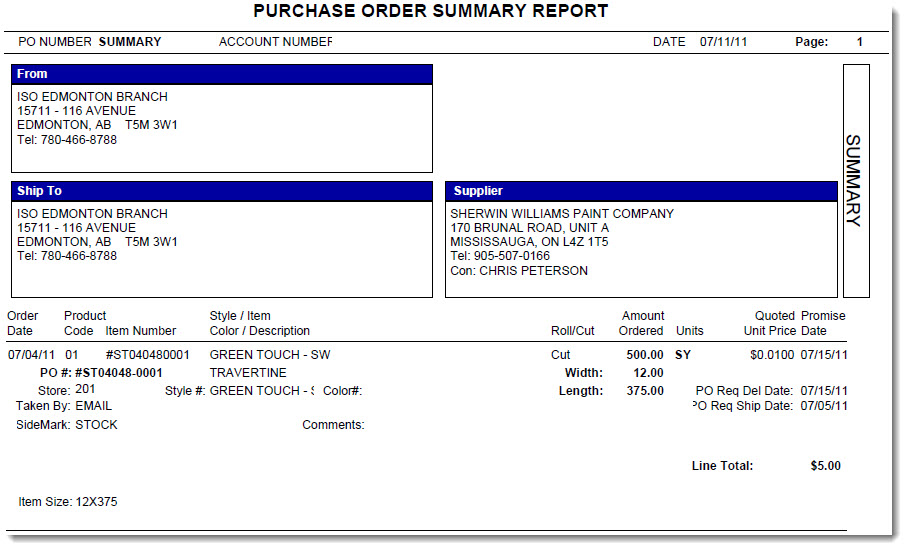 PURCHASE ORDER SUMMARY REPORT
PO NUMBER SUMMARY ACCOUNT NUMBER DATE 07/11/11 Page: 1
From
ISO EDMONTON BRANCH
15711 - 116 AVENUE
EDMONTON, AB T5M 3W1
Tel: 780-466-8788
SUMMARY
Ship To
ISO EDMONTON BRANCH
15711 - 116 AVENUE
EDMONTON, AB T5M 3W1
Tel: 780-466-8788
Supplier
SHERWIN WILLIAMS PAINT COMPANY
170 BRUNAL ROAD, UNIT A
MISSISSAUGA, ON L4Z 1T5
Tel: 905-507-0166
Con: CHRIS PETERSON
Order Product Style / Item Amount Quoted Promise
Date Code Item Number Color / Description Roll/Cut Ordered Units Unit Price Date
07/04/11 01 #ST040480001 GREEN TOUCH - SW Cut 500.00 SY $0.0100 07/15/11
PO #: #ST04048-0001 TRAVERTINE Width: 12.00
Store: 201 Style #: GREEN TOUCH - S Color#: Length: 375.00 PO Req Del Date: 07/15/11
Taken By: EMAIL PO Req Ship Date: 07/05/11
SideMark: STOCK Comments:
Line Total: $5.00
Item Size: 12X375